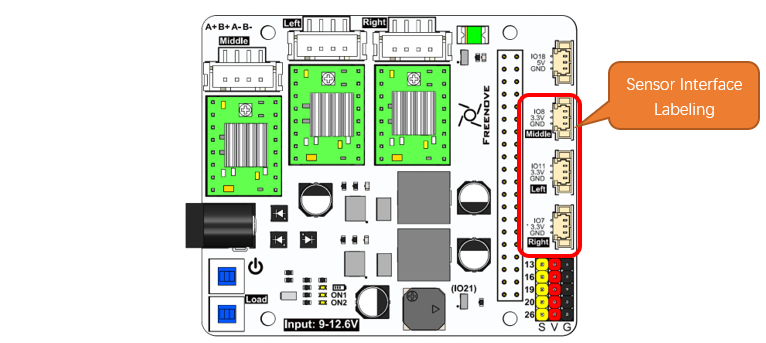 A+ B+ A- B-
Middle
Left
Right
FREENOVE
IO18
5V
GND
IO8
3.3V
GND
Middle
IO11
3.3V
GND
Left
IO7
3.3V
GND
Right
Sensor Interface
Labeling
13
16
19
20
26
S V G
Load
ON1
ON2
(IO21)
Input: 9-12.6V